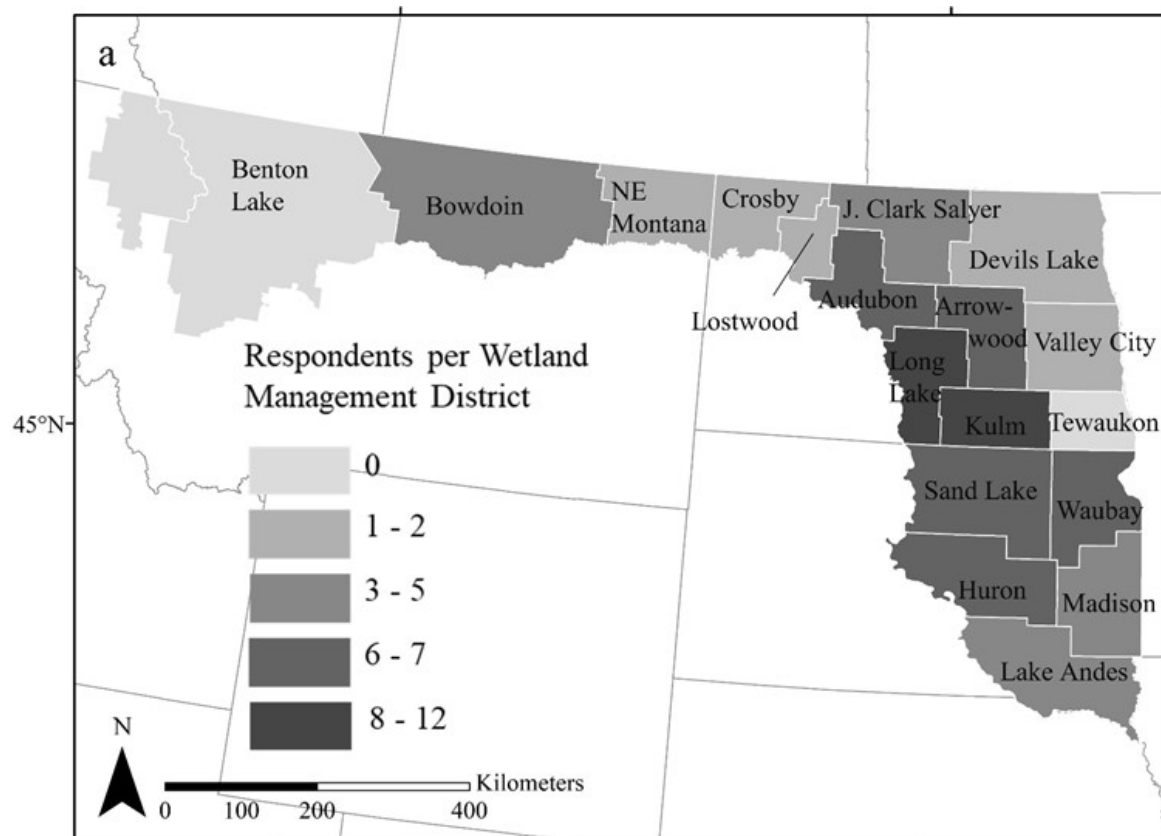 a
Benton
Lake
Bowdoin
NE
Montana
Crosby
J. Clark Salyer
Devils Lake
Lostwood
Audubon
Arrow-
wood
Valley City
Long
Lake
Kulm
Tewaukon
45°N
Sand Lake
Waubay
Huron
Madison
Lake Andes
Respondents per Wetland
Management District
0
1 - 2
3 - 5
6 - 7
8 - 12
N
Kilometers
0 100 200 400